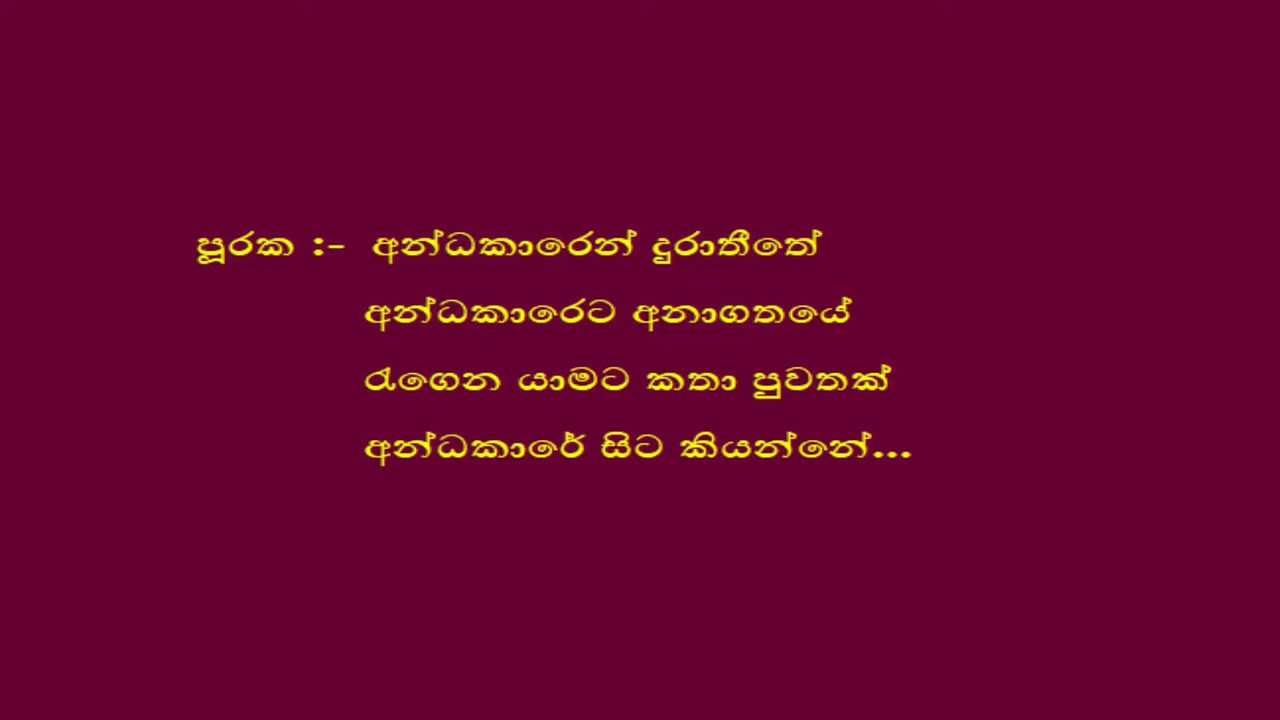 පූරක :- අන්ධකාරෙන් දුරාතීතේ
අන්ධකාරෙට අනාගතයේ
රැගෙන යාමට කතා පුවතක්
අන්ධකාරේ සිට කියන්නේ...